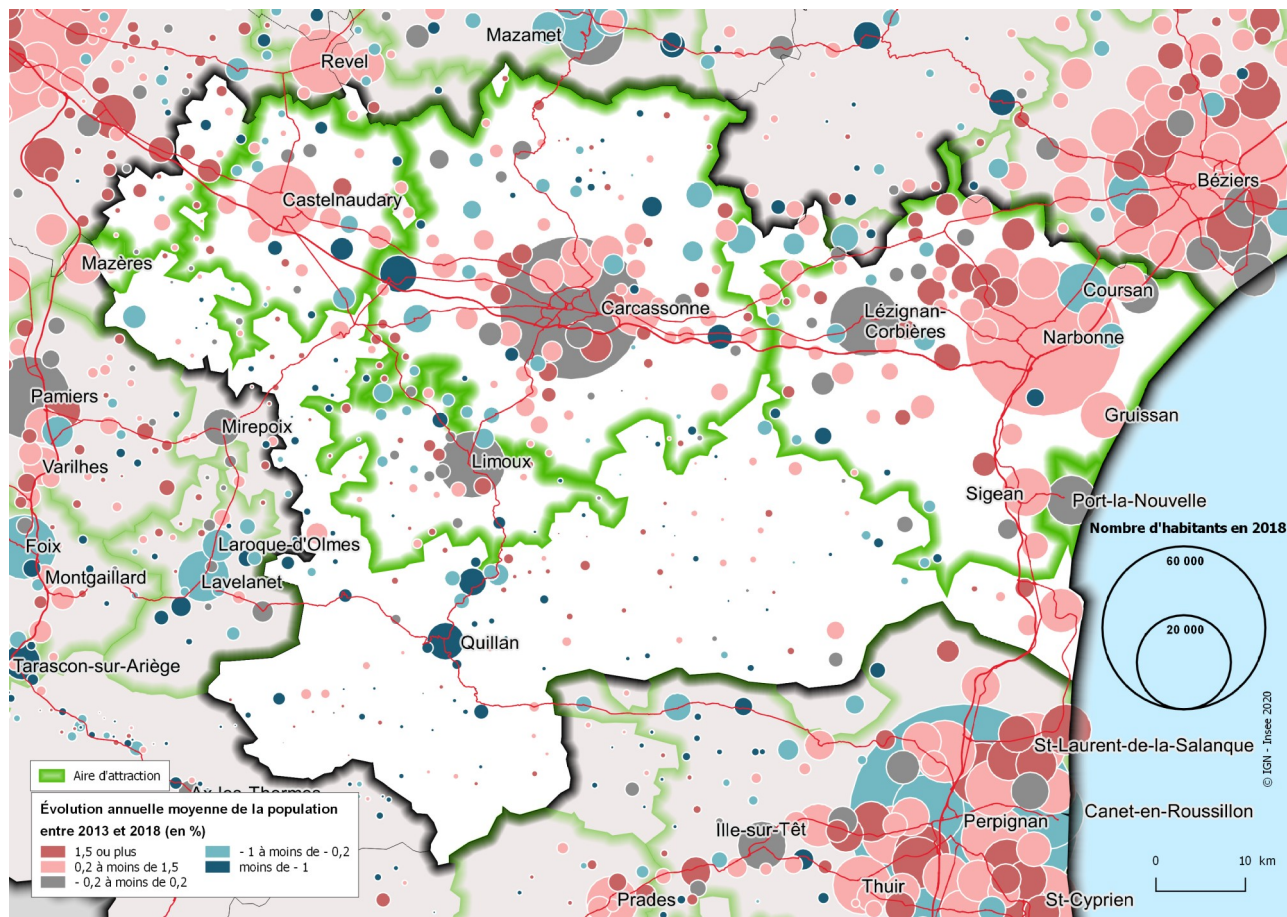 Mazamet
Revel
Castelnaudary
Béziers
Mazères
Carcassonne
Lézignan-
Corbières
Coursan
Narbonne
Pamiers
Mirepoix
Gruissan
Varilhes
Limoux
Sigean
Port-la-Nouvelle
Nombre d'habitants en 2018
60 000
20 000
Foix
Laroque-d'Olmes
Montgaillard
Lavelanet
Quillan
Tarascon-sur-Ariège
© IGN - Insee 2020
St-Laurent-de-la-Salanque
Canet-en-Roussillon
Perpignan
Ille-sur-Têt
Thuir
Prades
St-Cyprien
0 10 km
Aire d'attraction
Évolution annuelle moyenne de la population
entre 2013 et 2018 (en %)
1,5 ou plus
0,2 à moins de 1,5
- 0,2 à moins de 0,2
- 1 à moins de - 0,2
moins de - 1